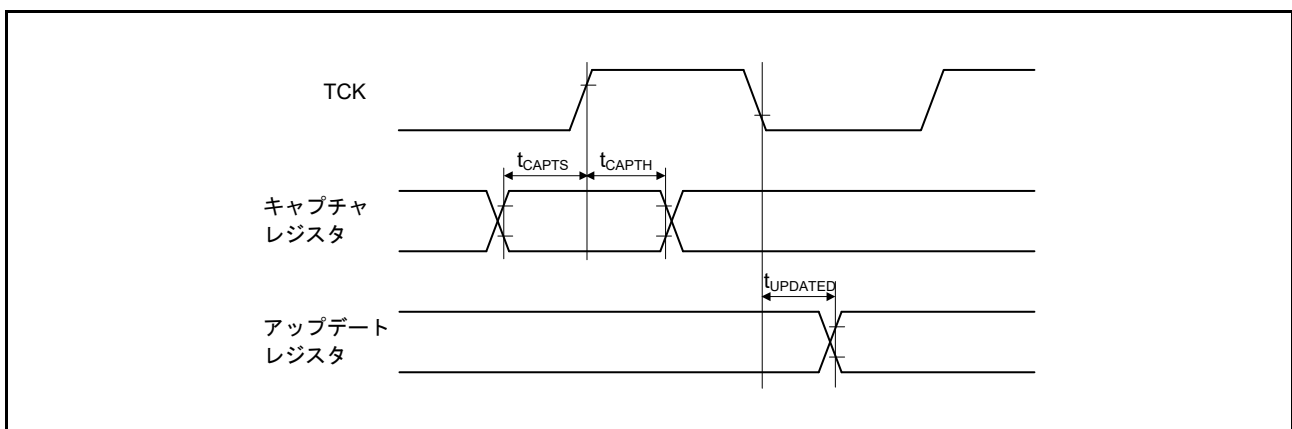 TCK
tCAPTS
tCAPTH
キャプチャ
レジスタ
tUPDATED
アップデート
レジスタ